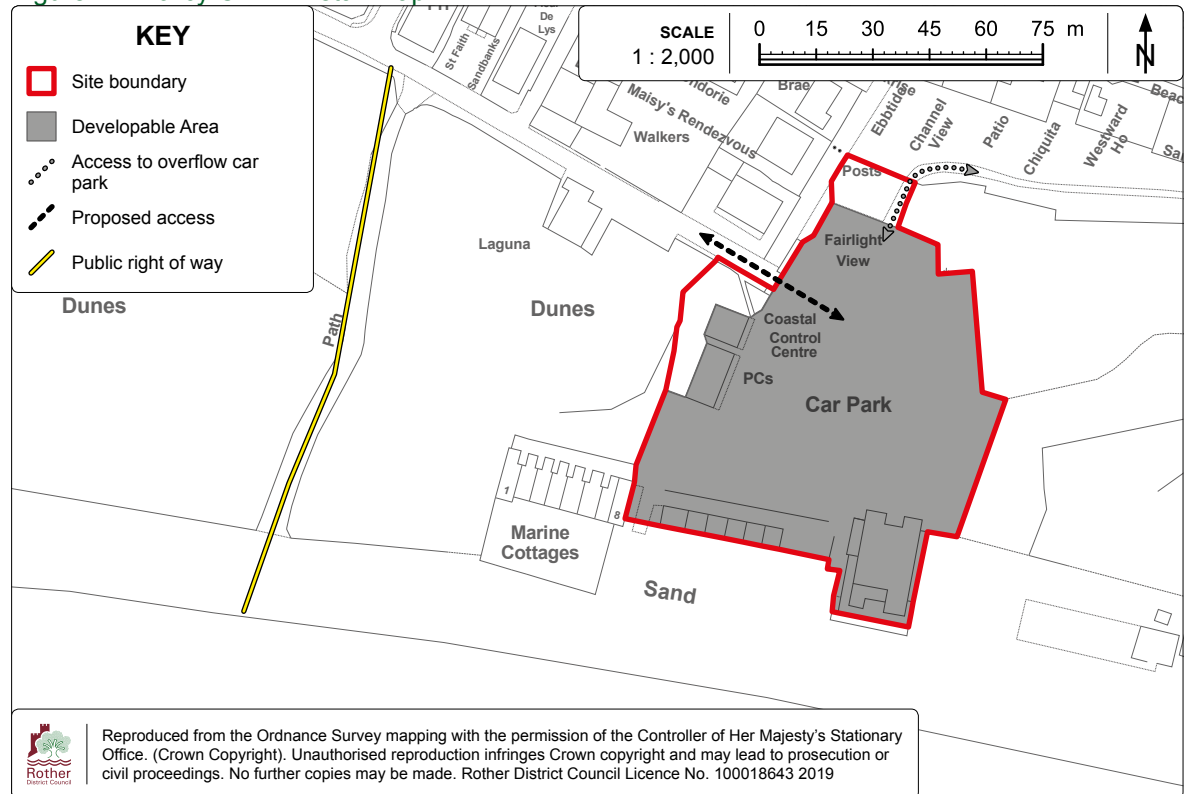 KEY
Site boundary
Developable Area
Access to overflow car
park
Proposed access
Public right of way
SCALE
1 : 2,000
0 15 30 45 60 75 m
N
De
Lys
St Faith
Sandbanks
Maisy's Rendezvous
Walkers
Brae
Ebbtide
Channel
View
Patio
Chiquita
Westward
Ho
Posts
Fairlight
View
Laguna
Dunes
Dunes
Path
Coastal
Control
Centre
PCs
Car Park
1
8
Marine
Cottages
Sand
Rother
District Council
Reproduced from the Ordnance Survey mapping with the permission of the Controller of Her Majesty's Stationary
Office. (Crown Copyright). Unauthorised reproduction infringes Crown copyright and may lead to prosecution or
civil proceedings. No further copies may be made. Rother District Council Licence No. 100018643 2019